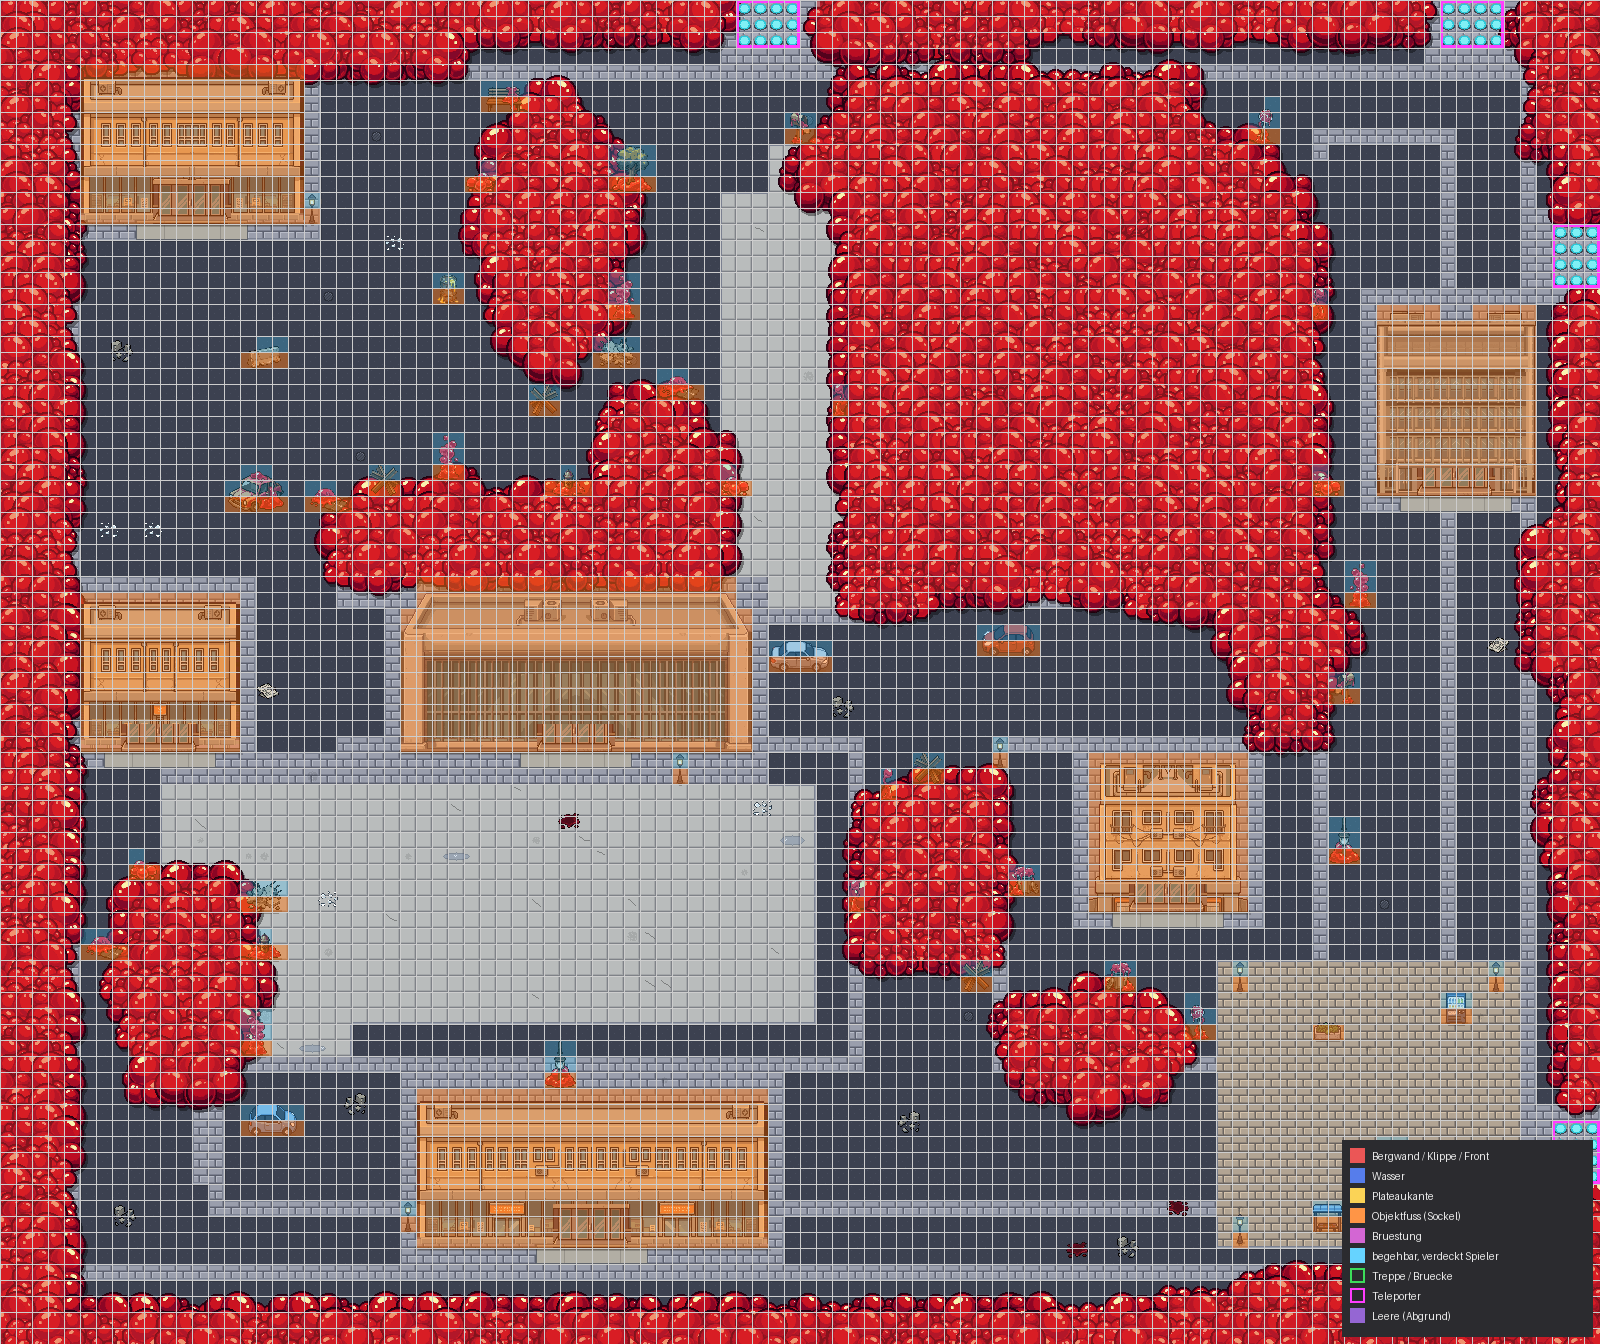 Bergwand / Klippe / Front
Wasser
Plateaukante
Objektfuss (Sockel)
Bruestung
begehbar, verdeckt Spieler
Treppe / Bruecke
Teleporter
Leere (Abgrund)